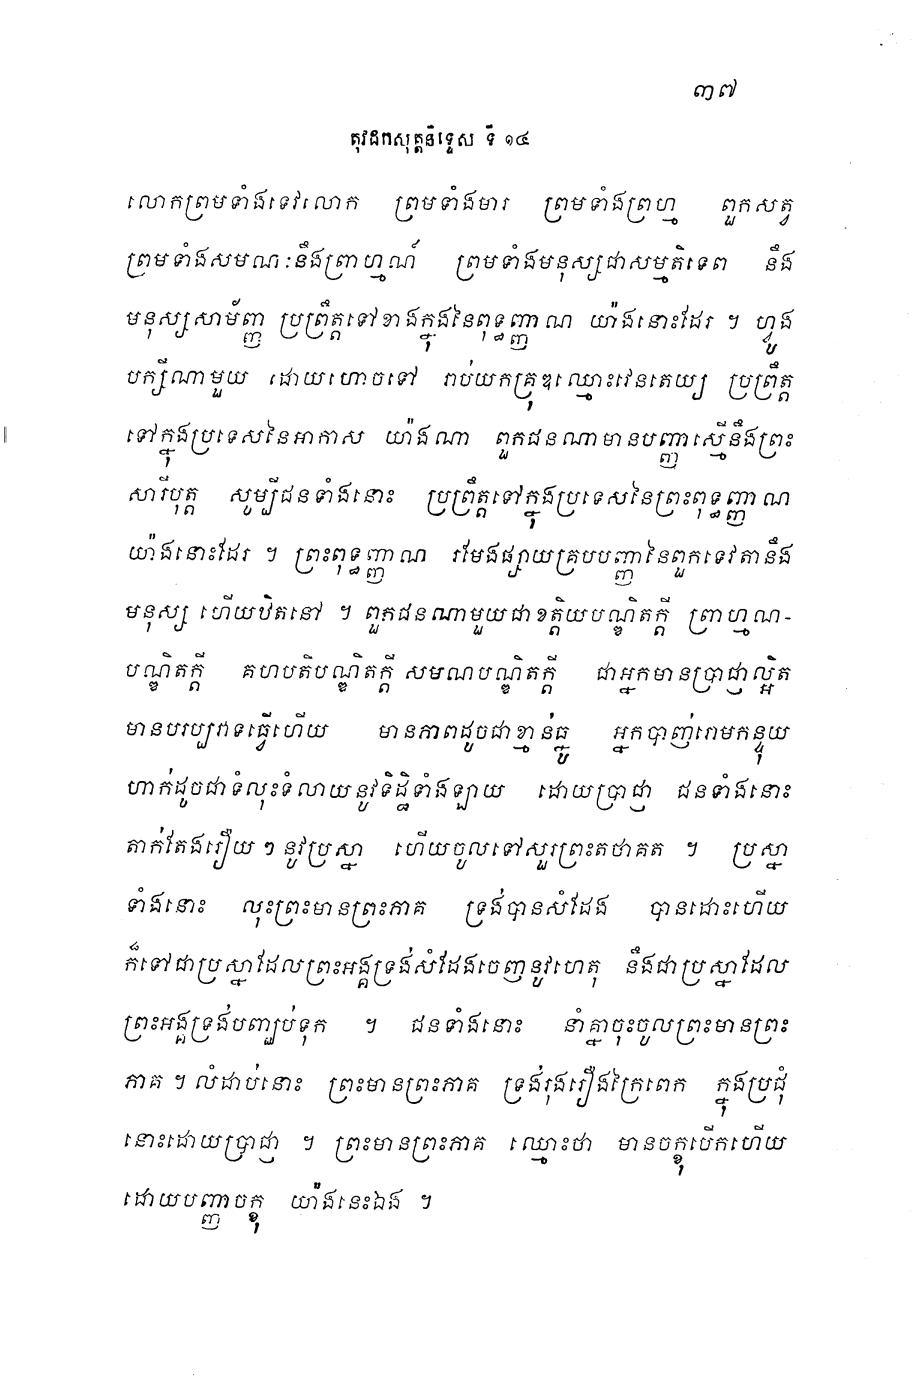 ៣៧
តុវដកសុត្តនិទ្ទេស ទី ១៤
លោកព្រមទាំងទេវលោក ព្រមទាំងមារ ព្រមទាំងព្រហ្ម ពួកសត្វ
ព្រមទាំងសមណៈនឹងព្រាហ្មណ៍ ព្រមទាំងមនុស្សជាសម្មតិទេព នឹង
មនុស្សសាម័ញ្ញ ប្រព្រឹត្តទៅខាងក្នុងនៃពុទ្ធញ្ញាណ យ៉ាងនោះដែរ ។ ហ្វូង
បក្សីណាមួយ ដោយហោចទៅ រាប់យកគ្រុឌឈ្មោះវេនតេយ្យ ប្រព្រឹត្ត
ទៅក្នុងប្រទេសនៃអាកាស យ៉ាងណា ពួកជនណាមានបញ្ញាស្មើនឹងព្រះ
សារីបុត្ត សូម្បីជនទាំងនោះ ប្រព្រឹត្តទៅក្នុងប្រទេសនៃព្រះពុទ្ធញ្ញាណ
យ៉ាងនោះដែរ ។ ព្រះពុទ្ធញ្ញាណ រមែងផ្សាយគ្របបញ្ញានៃពួកទេវតានឹង
មនុស្ស ហើយឋិតនៅ ។ ពួកជនណាមួយជាខត្តិយបណ្ឌិតក្តី ព្រាហ្មណ-
បណ្ឌិតក្តី គហបតិបណ្ឌិតក្តី សមណបណ្ឌិតក្តី ជាអ្នកមានប្រាជ្ញាល្អិត
មានបរប្បវាទធ្វើហើយ មានភាពដូចជាខ្មាន់ធ្នូ អ្នកបាញ់រោមកន្ទុយ
ហាក់ដូចជាទំលុះទំលាយនូវទិដ្ឋិទាំងឡាយ ដោយប្រាជ្ញា ជនទាំងនោះ
តាក់តែងរឿយ ៗ នូវប្រស្នា ហើយចូលទៅសួរព្រះតថាគត ។ ប្រស្នា
ទាំងនោះ លុះព្រះមានព្រះភាគ ទ្រង់បានសំដែង បានដោះហើយ
ក៏ទៅជាប្រស្នាដែលព្រះអង្គទ្រង់សំដែងចេញនូវហេតុ នឹងជាប្រស្នាដែល
ព្រះអង្គទ្រង់បញ្ឈប់ទុក ។ ជនទាំងនោះ នាំគ្នាចុះចូលព្រះមានព្រះ
ភាគ ។ លំដាប់នោះ ព្រះមានព្រះភាគ ទ្រង់រុងរឿងក្រៃពេក ក្នុងប្រជុំ
នោះដោយប្រាជ្ញា ។ ព្រះមានព្រះភាគ ឈ្មោះថា មានចក្ខុបើកហើយ
ដោយបញ្ញាចក្ខុ យ៉ាងនេះឯង ។